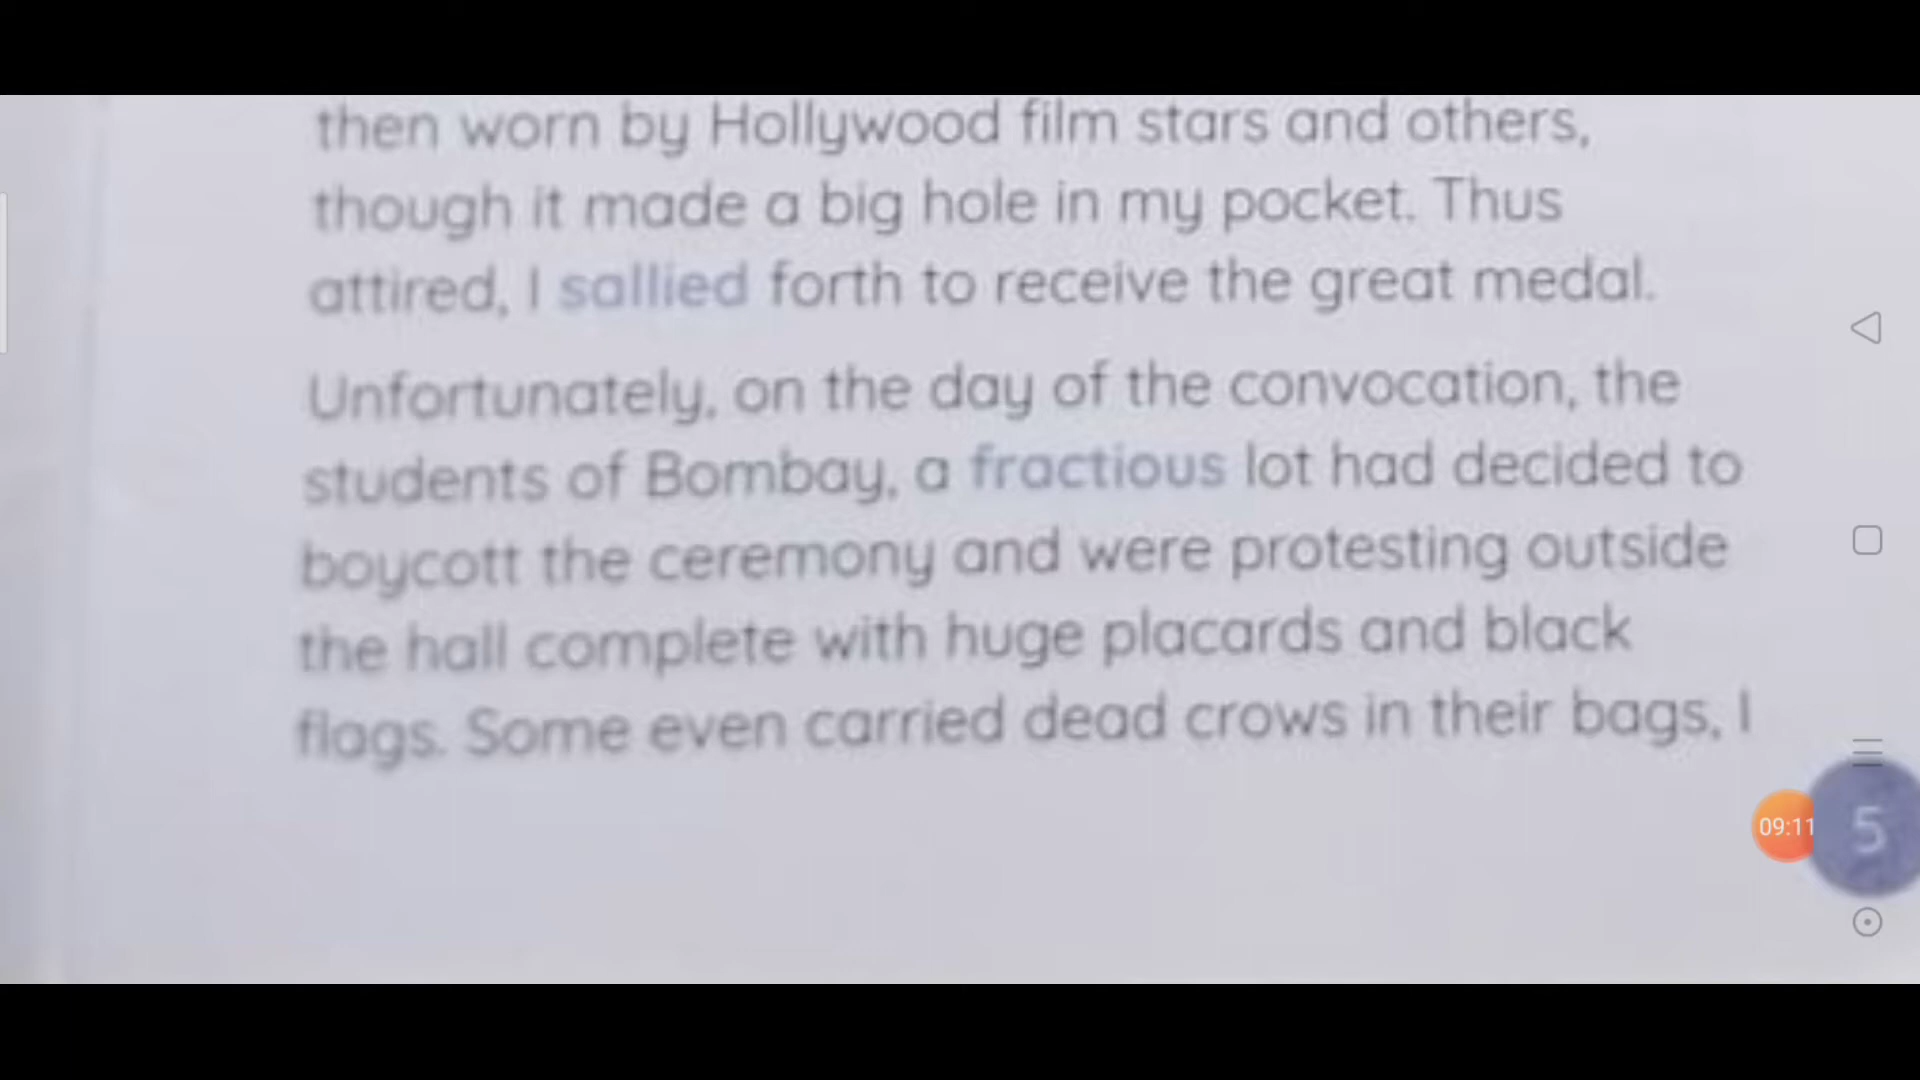 then worn by Hollywood film stars and others,
though it made a big hole in my pocket. Thus
attired, I sallied forth to receive the great medal.
Unfortunately, on the day of the convocation, the
students of Bombay, a fractious lot had decided to
boycott the ceremony and were protesting outside
the hall complete with huge placards and black
flags. Some even carried dead crows in their bags, I
09:11
5